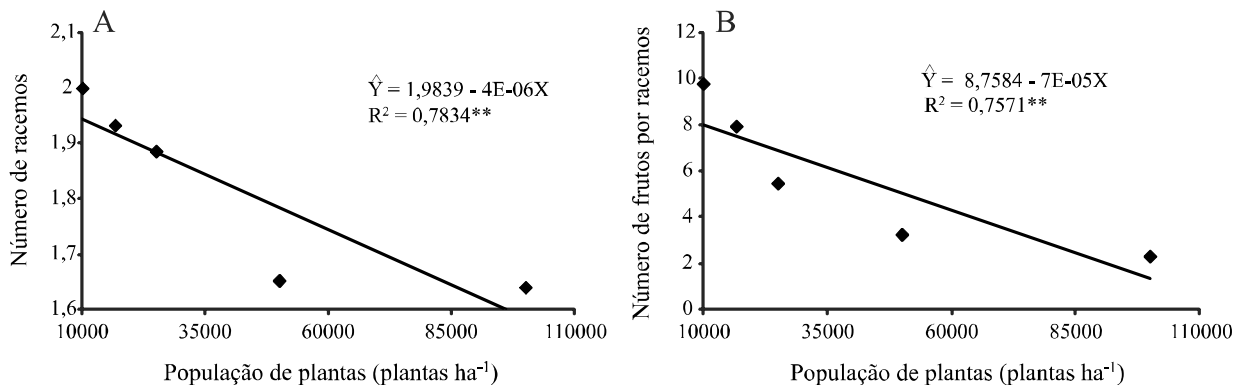 A
Número de racemos
2,1
2
1,9
1,8
1,7
1,6
Ŷ = 1,9839 - 4E-06X
R² = 0,7834**
10000 35000 60000 85000 110000
População de plantas (plantas ha⁻¹)
B
Número de frutos por racemos
12
10
8
6
4
2
0
Ŷ = 8,7584 - 7E-05X
R² = 0,7571**
10000 35000 60000 85000 110000
População de plantas (plantas ha⁻¹)